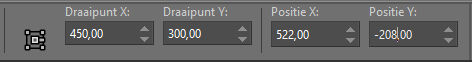 Draaipunt X: Draaipunt Y: Positie X: Positie Y:
450,00 300,00 522,00 -208,00